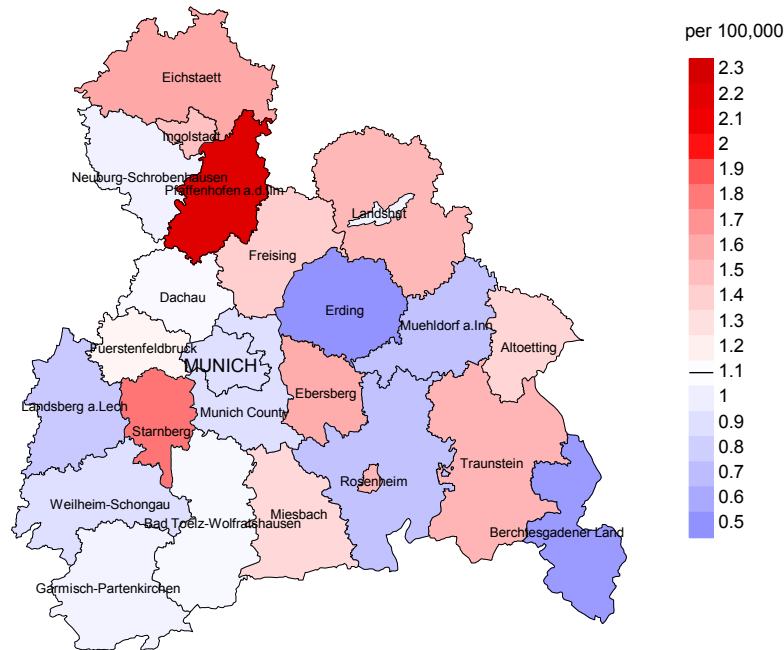 per 100,000
2.3
2.2
2.1
2
1.9
1.8
1.7
1.6
1.5
1.4
1.3
1.2
1.1
1
0.9
0.8
0.7
0.6
0.5
Eichstaett
Ingolstadt
Neuburg-Schrobenhausen
Pfaffenhofen a.d.Ilm
Landshut
Freising
Dachau
Erding
Muehldorf a.Inn
Fuerstenfeldbruck
Altoetting
MUNICH
Ebersberg
Landsberg a.Lech
Munich County
Starnberg
Traunstein
Rosenheim
Weilheim-Schongau
Miesbach
Bad Toelz-Wolfratshausen
Berchtesgadener Land
Garmisch-Partenkirchen